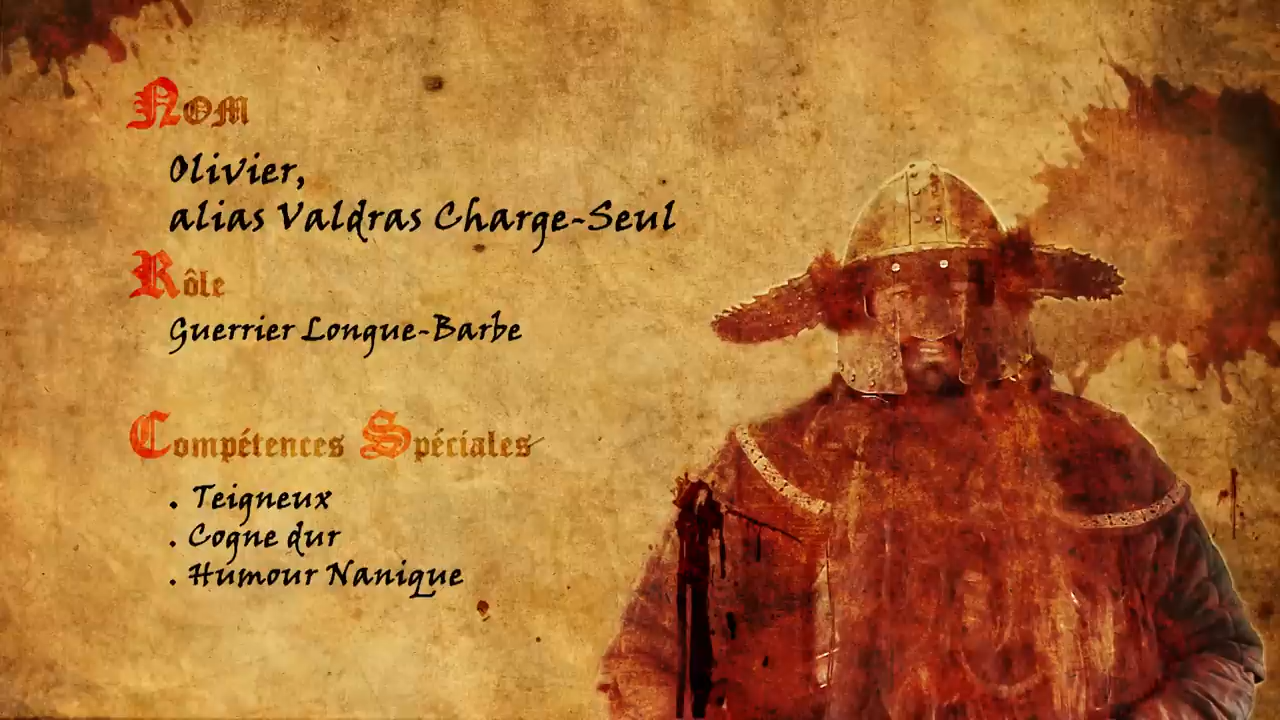 Nom
Olivier,
alias Valdras Charge-Seul
Rôle
Guerrier Longue-Barbe
Compétences Spéciales
. Teigneux
. Cogne dur
. Humour Nanique